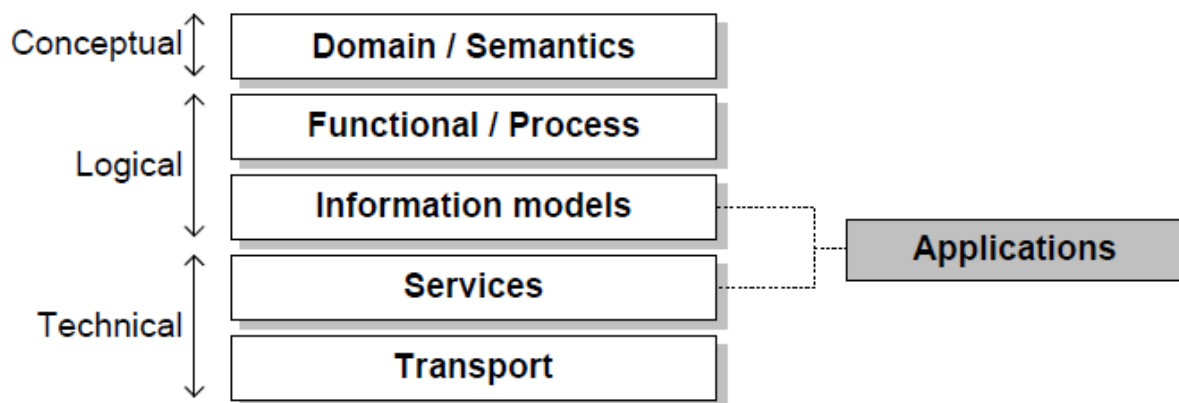 Conceptual
Domain / Semantics
Logical
Functional / Process
Information models
Applications
Technical
Services
Transport